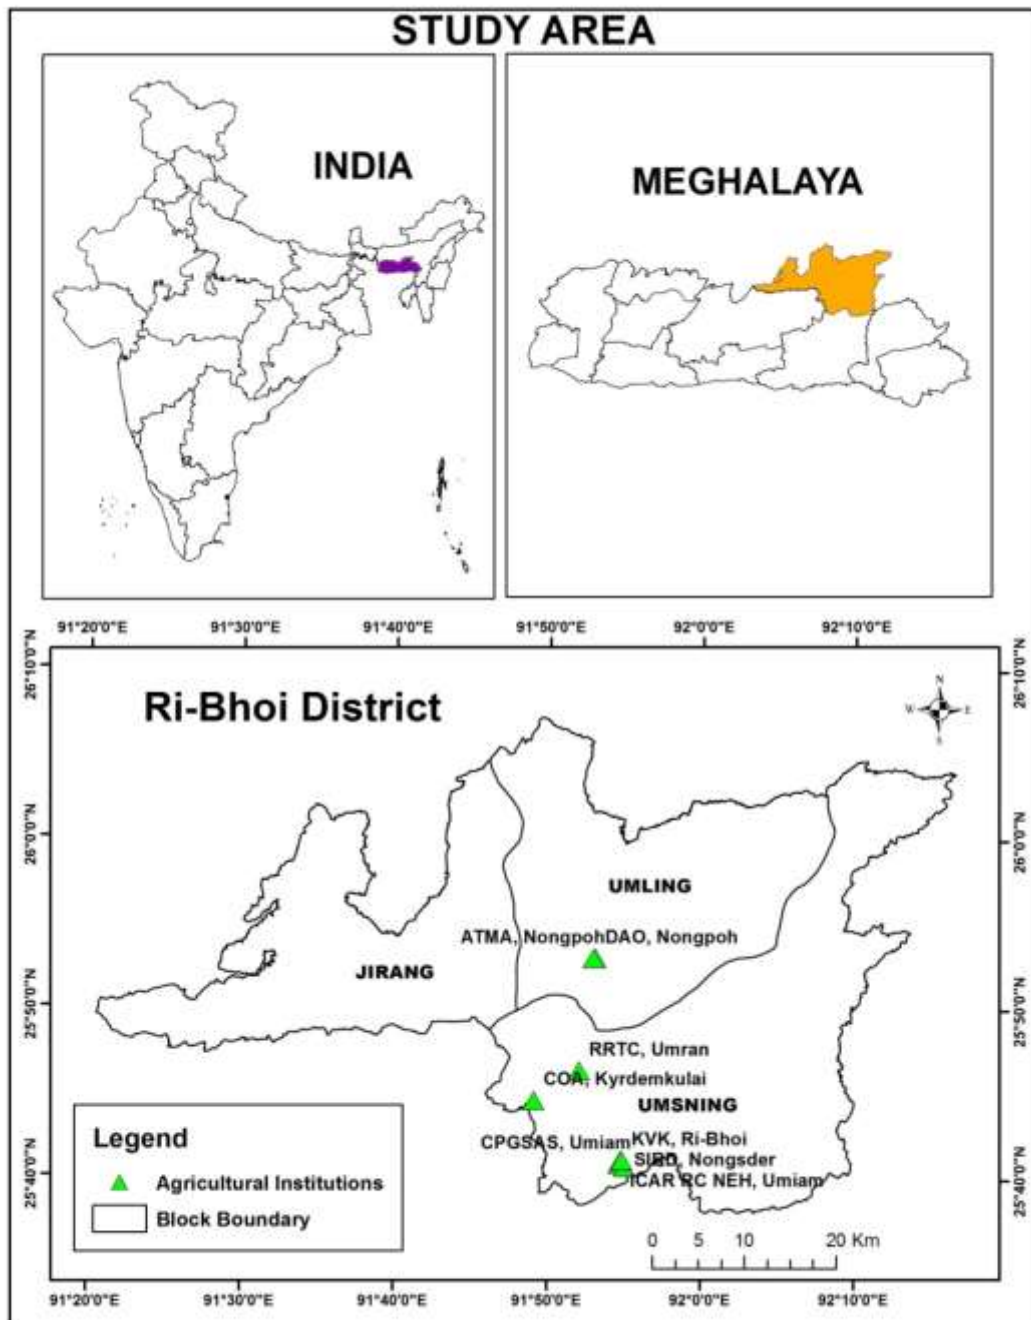 STUDY AREA
INDIA
MEGHALAYA
91°20'0"E 91°30'0"E 91°40'0"E 91°50'0"E 92°0'0"E 92°10'0"E
26°10'0"N 26°10'0"N
Ri-Bhoi District
N
W E
S
26°0'0"N 26°0'0"N
UMLING
ATMA, NongpohDAO, Nongpoh
JIRANG
25°50'0"N 25°50'0"N
RRTC, Umran
COA, Kyrdemkulai
UMSNING
Legend
CPGSAS, Umiam KVK, Ri-Bhoi
SIRD, Nongsder
ICAR RC NEH, Umiam
Agricultural Institutions
25°40'0"N 25°40'0"N
Block Boundary
0 5 10 20 Km
91°20'0"E 91°30'0"E 91°40'0"E 91°50'0"E 92°0'0"E 92°10'0"E